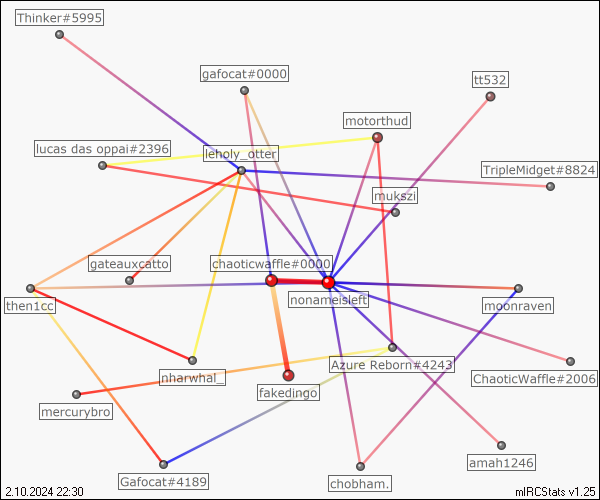 Thinker#5995
gafocat#0000
tt532
motorthud
lucas das oppai#2396
leholy_otter
TripleMidget#8824
mukszi
gateauxcatto
chaoticwaffle#0000
then1cc
nonameisleft
moonraven
nharwhal_
Azure Reborn#4243
ChaoticWaffle#2006
mercurybro
fakedingo
amah1246
Gafocat#4189
chobham.
2.10.2024 22:30
mIRCStats v1.25